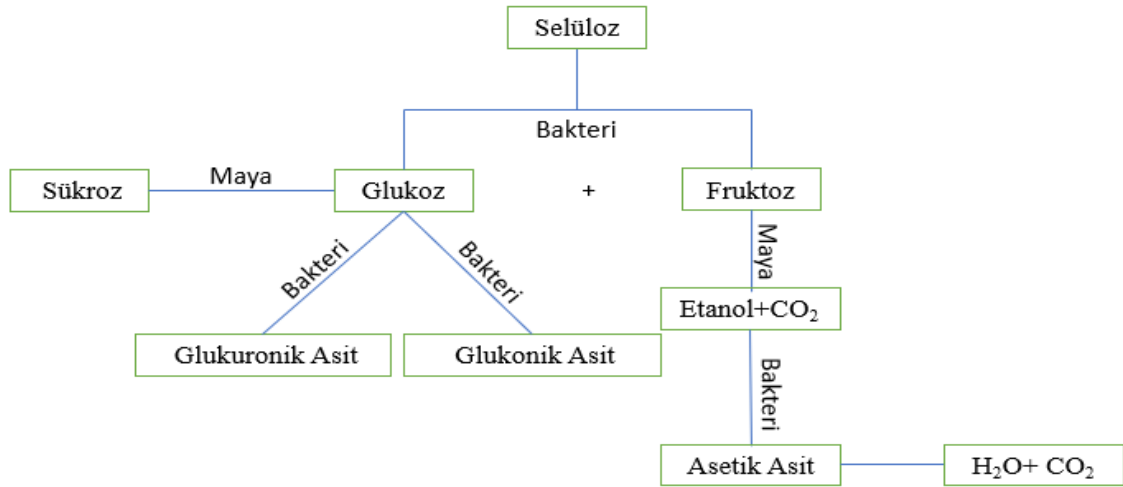 Selüloz
Bakteri
Sükroz
Maya
Glukoz
+
Fruktoz
Bakteri
Bakteri
Maya
Etanol+CO₂
Glukuronik Asit
Glukonik Asit
Bakteri
Asetik Asit
H₂O+ CO₂